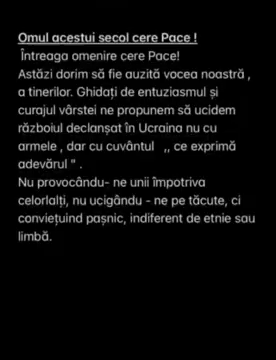 Omul acestui secol cere Pace !
Întreaga omenire cere Pace!
Astăzi dorim să fie auzită vocea noastră ,
a tinerilor. Ghidați de entuziasmul și
curajul vârstei ne propunem să ucidem
războiul declanșat în Ucraina nu cu
armele , dar cu cuvântul ,, ce exprimă
adevărul " .
Nu provocându- ne unii împotriva
celorlalți, nu ucigându - ne pe tăcute, ci
conviețuind pașnic, indiferent de etnie sau
limbă.